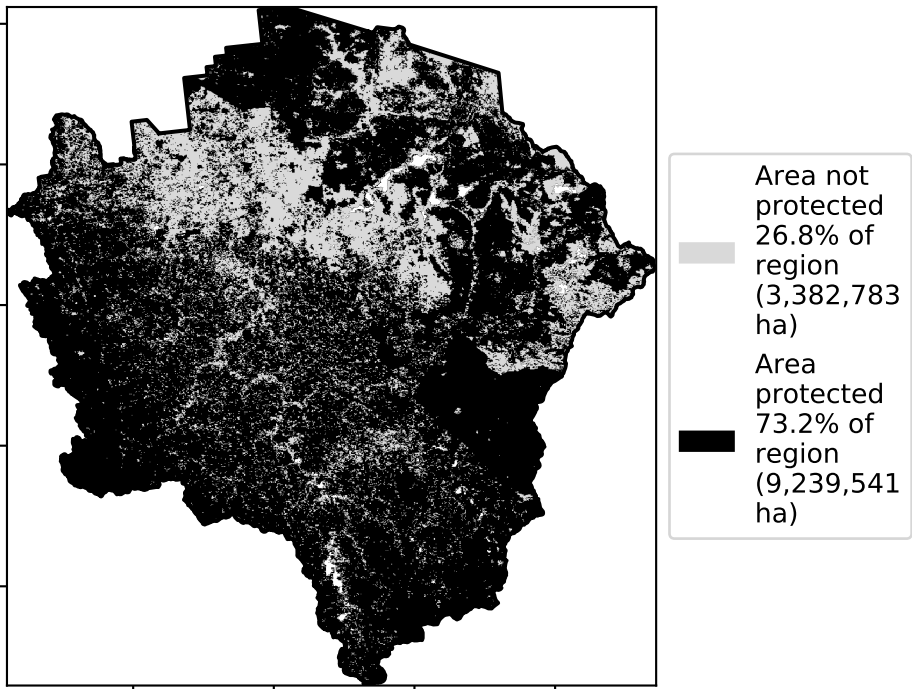 Area not
protected
26.8% of
region
(3,382,783
ha)
Area
protected
73.2% of
region
(9,239,541
ha)